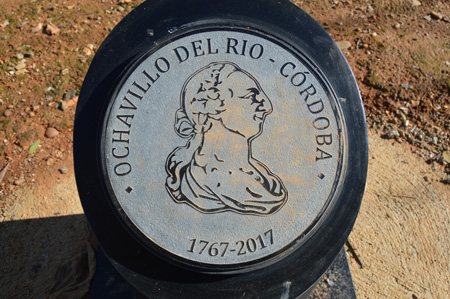 · OCHAVILLO DEL RIO - CÓRDOBA ·
1767-2017